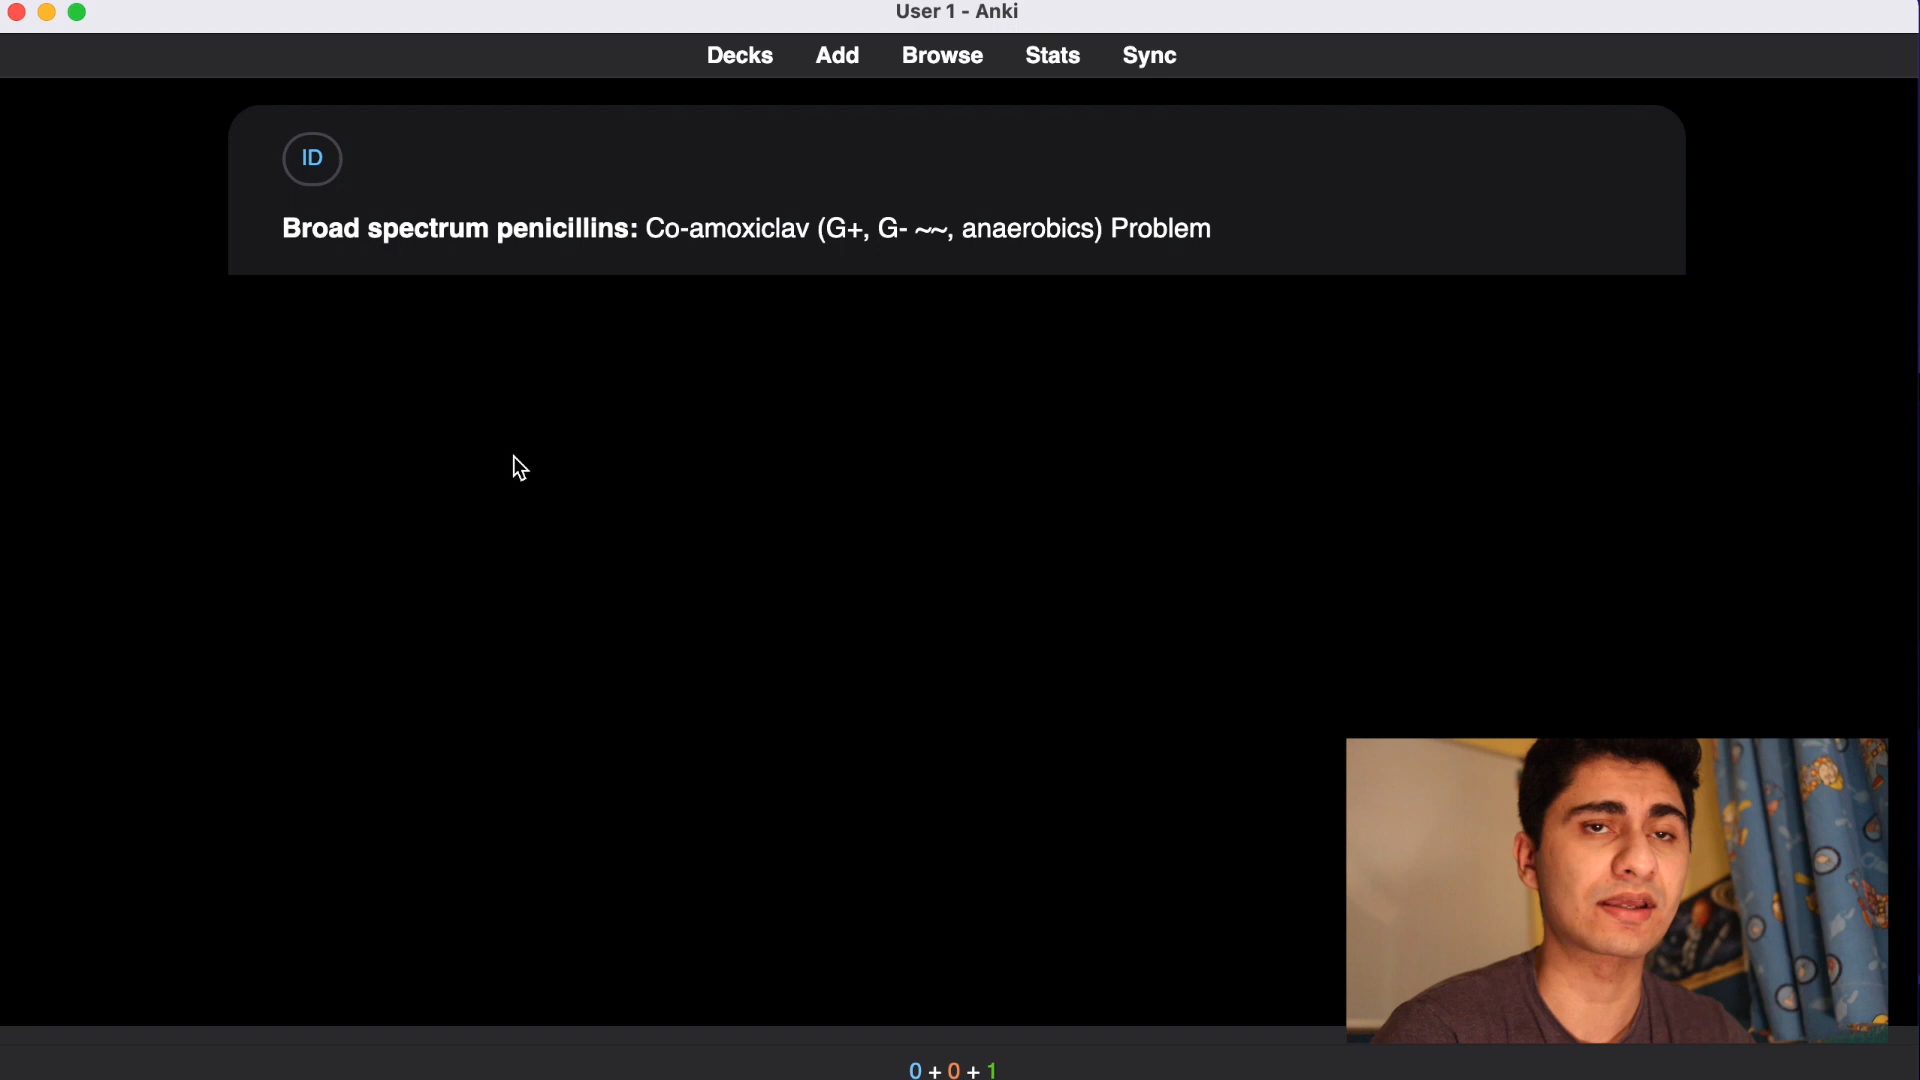 User 1 - Anki
Decks Add Browse Stats Sync
ID
Broad spectrum penicillins: Co-amoxiclav (G+, G- ~~, anaerobics) Problem
0 + 0 + 1